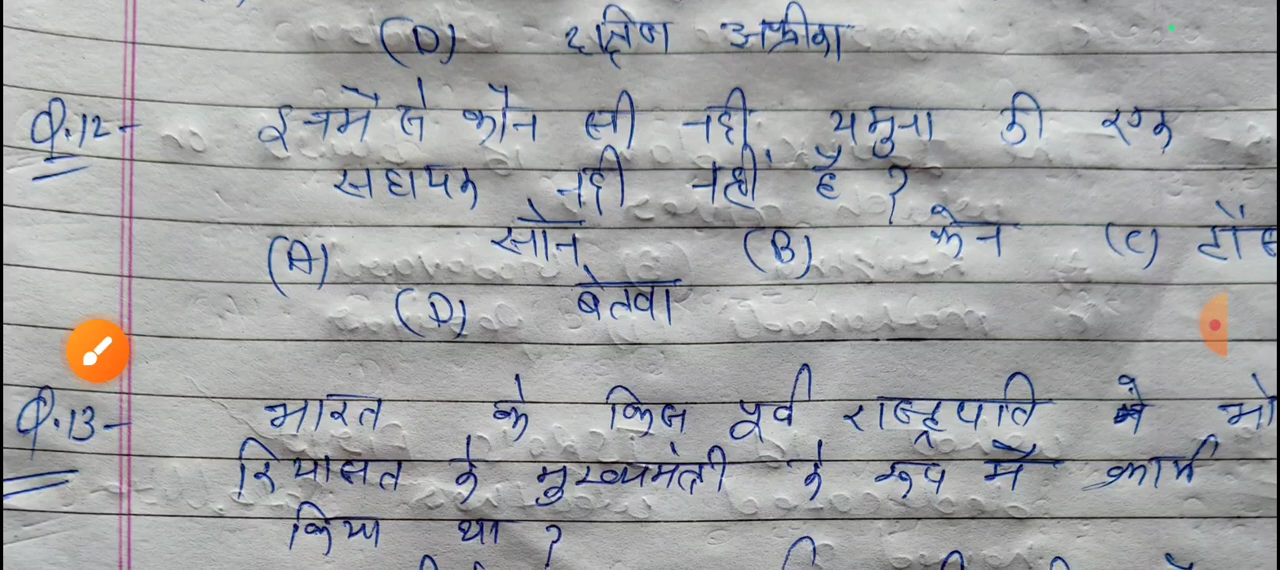 (D) दक्षिण अफ्रीका
Q.12- इनमें से कौन सी नदी यमुना की एक
सहायक नदी नहीं है ?
(A) सोन (B) केन (C)
(D) बेतवा
Q.13- भारत के किस पूर्व राष्ट्रपति ने
रियासत के मुख्यमंत्री के रूप में कार्य
किया था ?